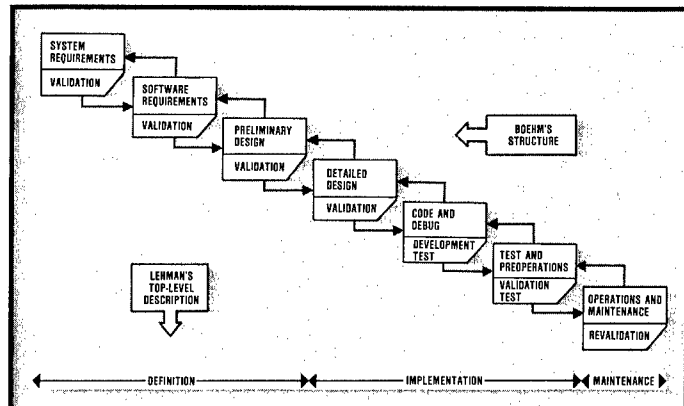 SYSTEM
REQUIREMENTS
VALIDATION
SOFTWARE
REQUIREMENTS
VALIDATION
PRELIMINARY
DESIGN
VALIDATION
BOEHM'S
STRUCTURE
DETAILED
DESIGN
VALIDATION
CODE AND
DEBUG
DEVELOPMENT
TEST
TEST AND
PREOPERATIONS
VALIDATION
TEST
LEHMAN'S
TOP-LEVEL
DESCRIPTION
OPERATIONS AND
MAINTENANCE
REVALIDATION
DEFINITION
IMPLEMENTATION
MAINTENANCE